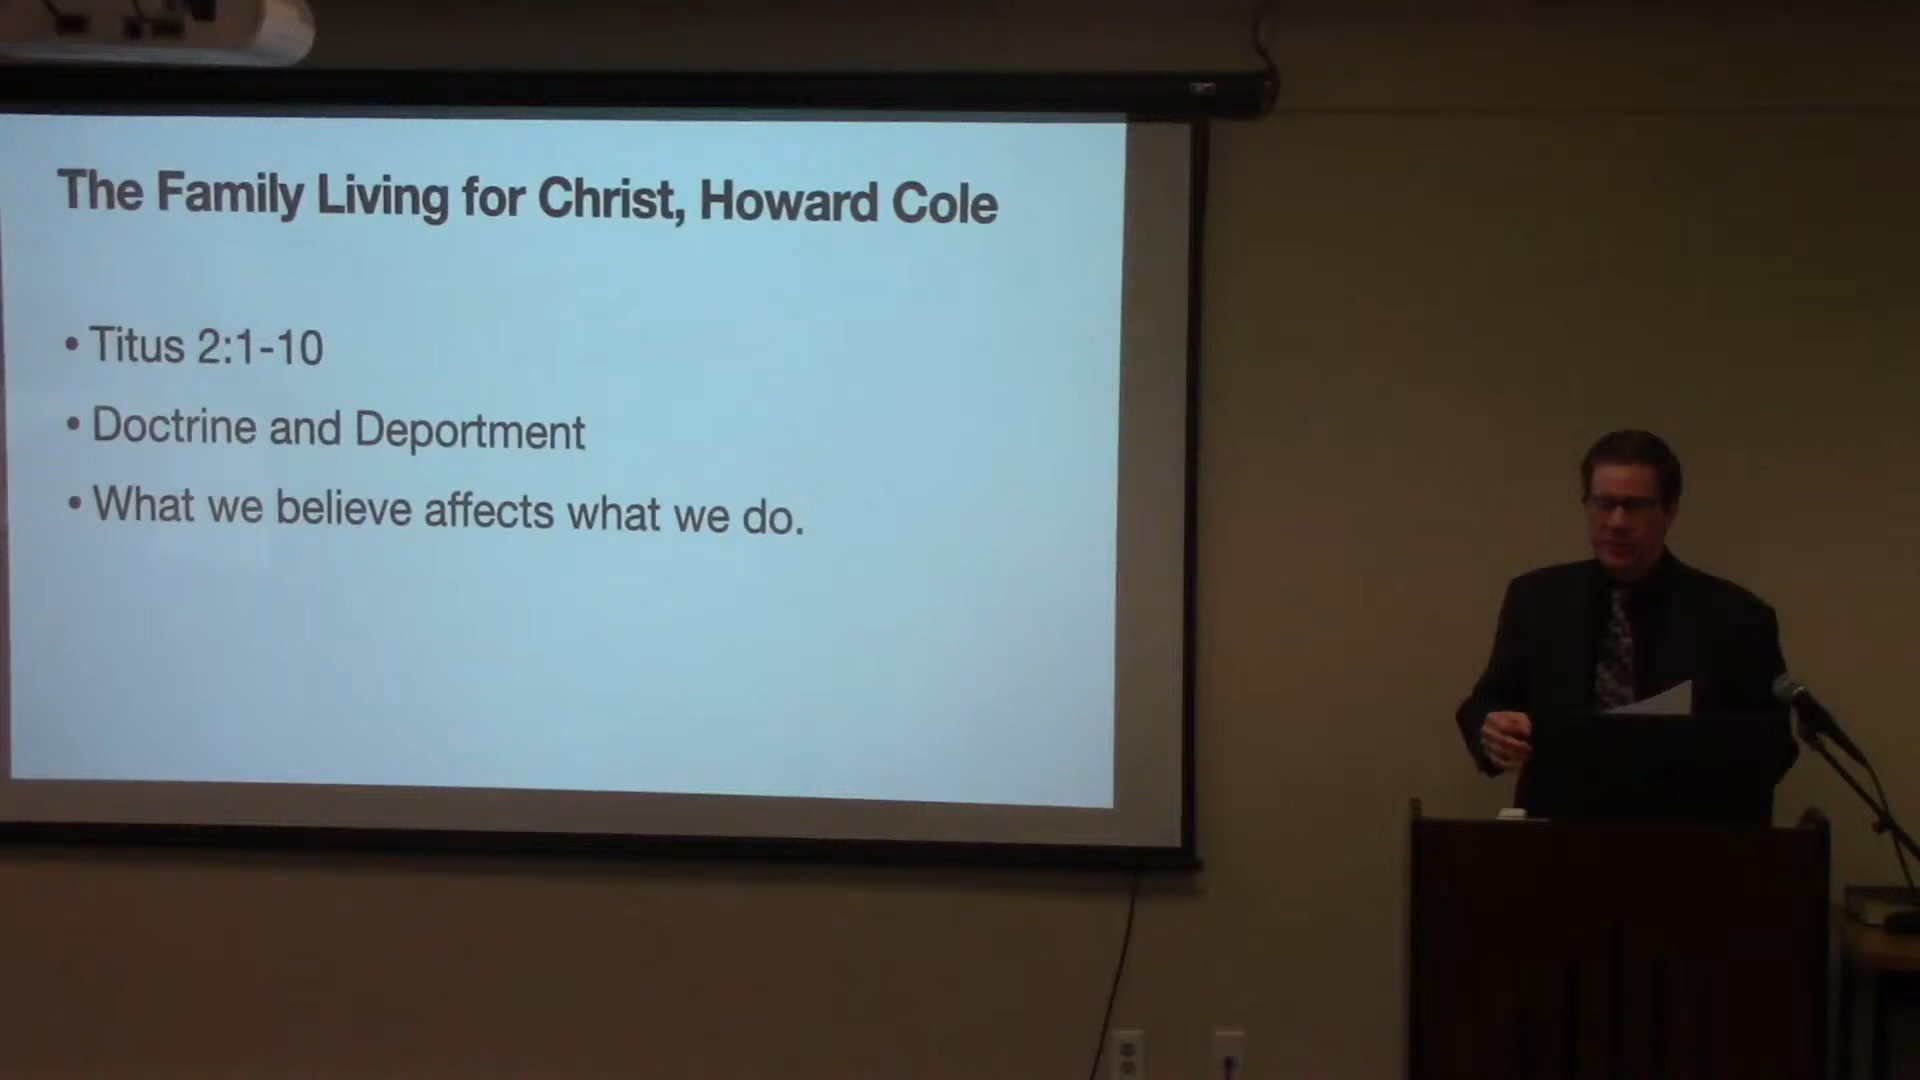 The Family Living for Christ, Howard Cole
• Titus 2:1-10
• Doctrine and Deportment
• What we believe affects what we do.